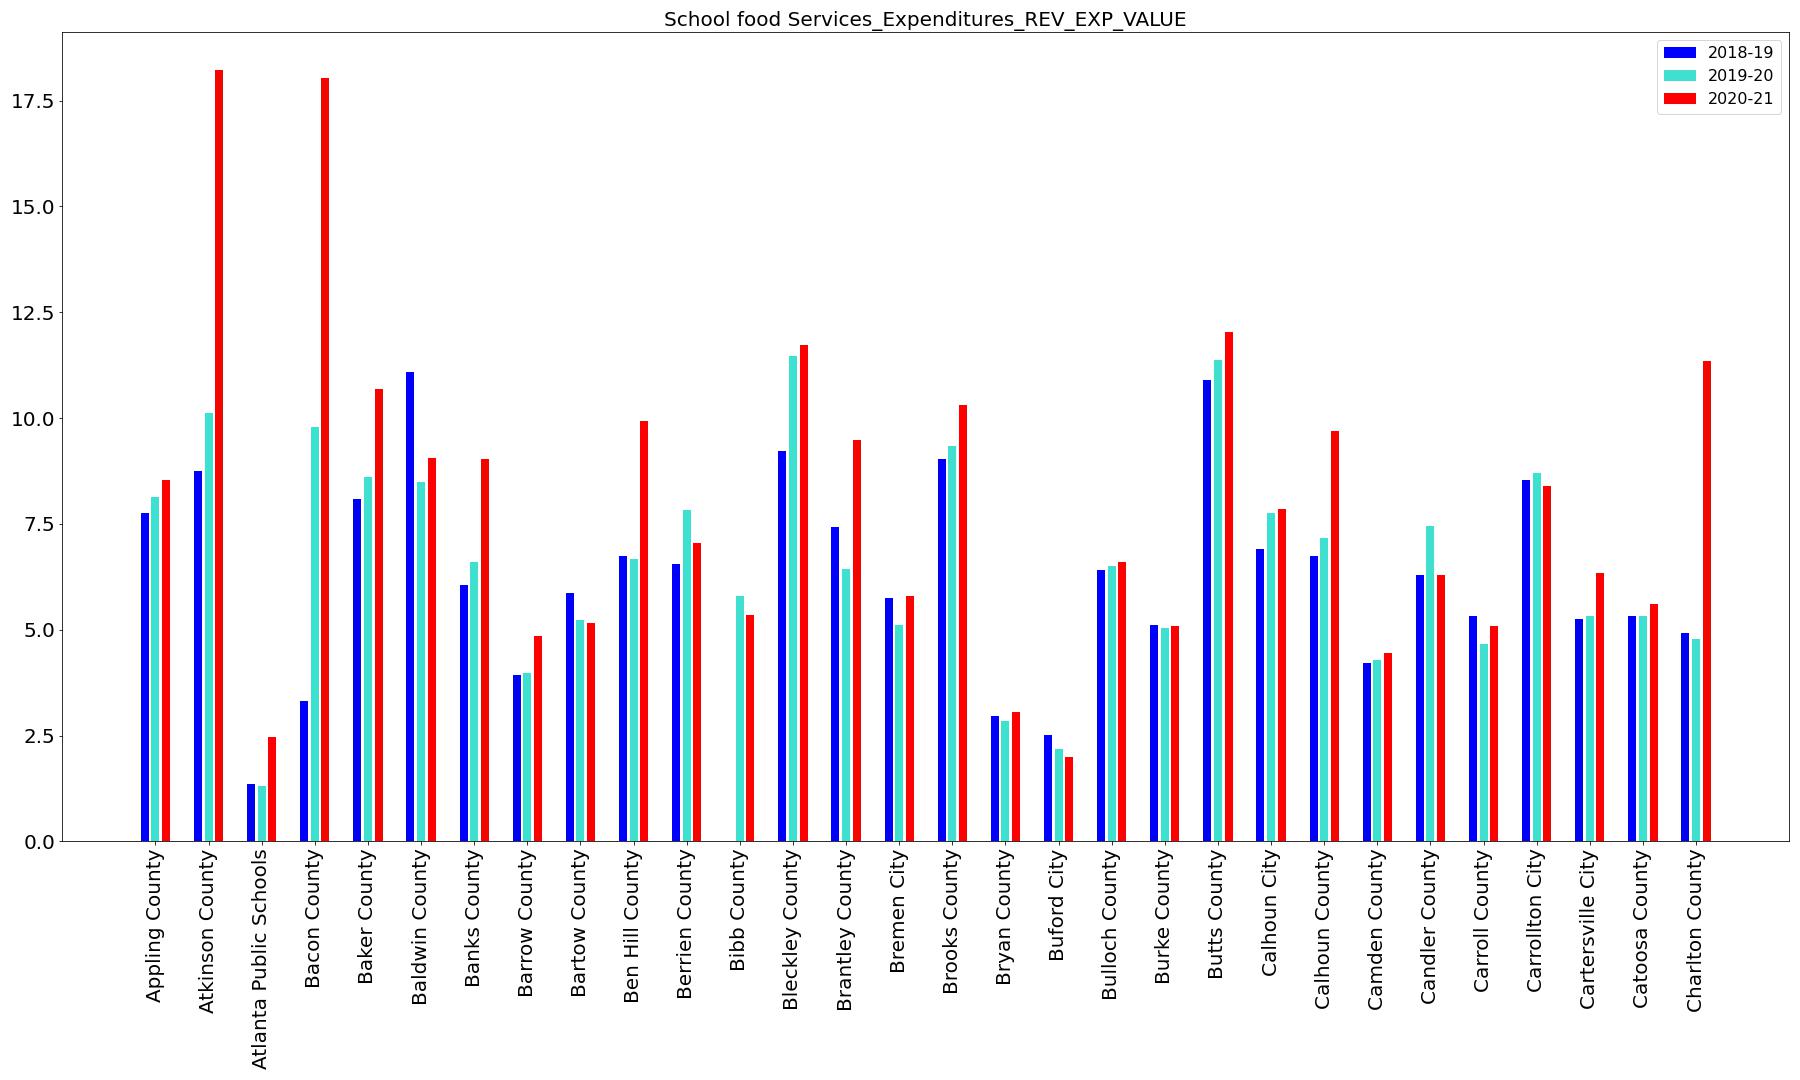 School food Services_Expenditures_REV_EXP_VALUE
2018-19
2019-20
2020-21
17.5
15.0
12.5
10.0
7.5
5.0
2.5
0.0
Appling County
Atkinson County
Atlanta Public Schools
Bacon County
Baker County
Baldwin County
Banks County
Barrow County
Bartow County
Ben Hill County
Berrien County
Bibb County
Bleckley County
Brantley County
Bremen City
Brooks County
Bryan County
Buford City
Bulloch County
Burke County
Butts County
Calhoun City
Calhoun County
Camden County
Candler County
Carroll County
Carrollton City
Cartersville City
Catoosa County
Charlton County